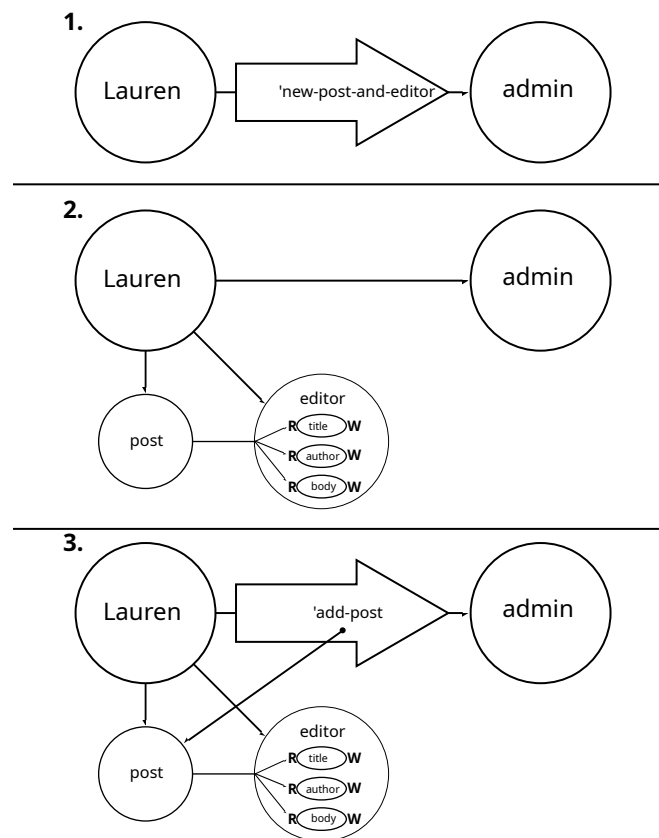 1.
Lauren
'new-post-and-editor
admin
2.
Lauren
admin
post
editor
R title W
R author W
R body W
3.
Lauren
'add-post
admin
post
editor
R title W
R author W
R body W